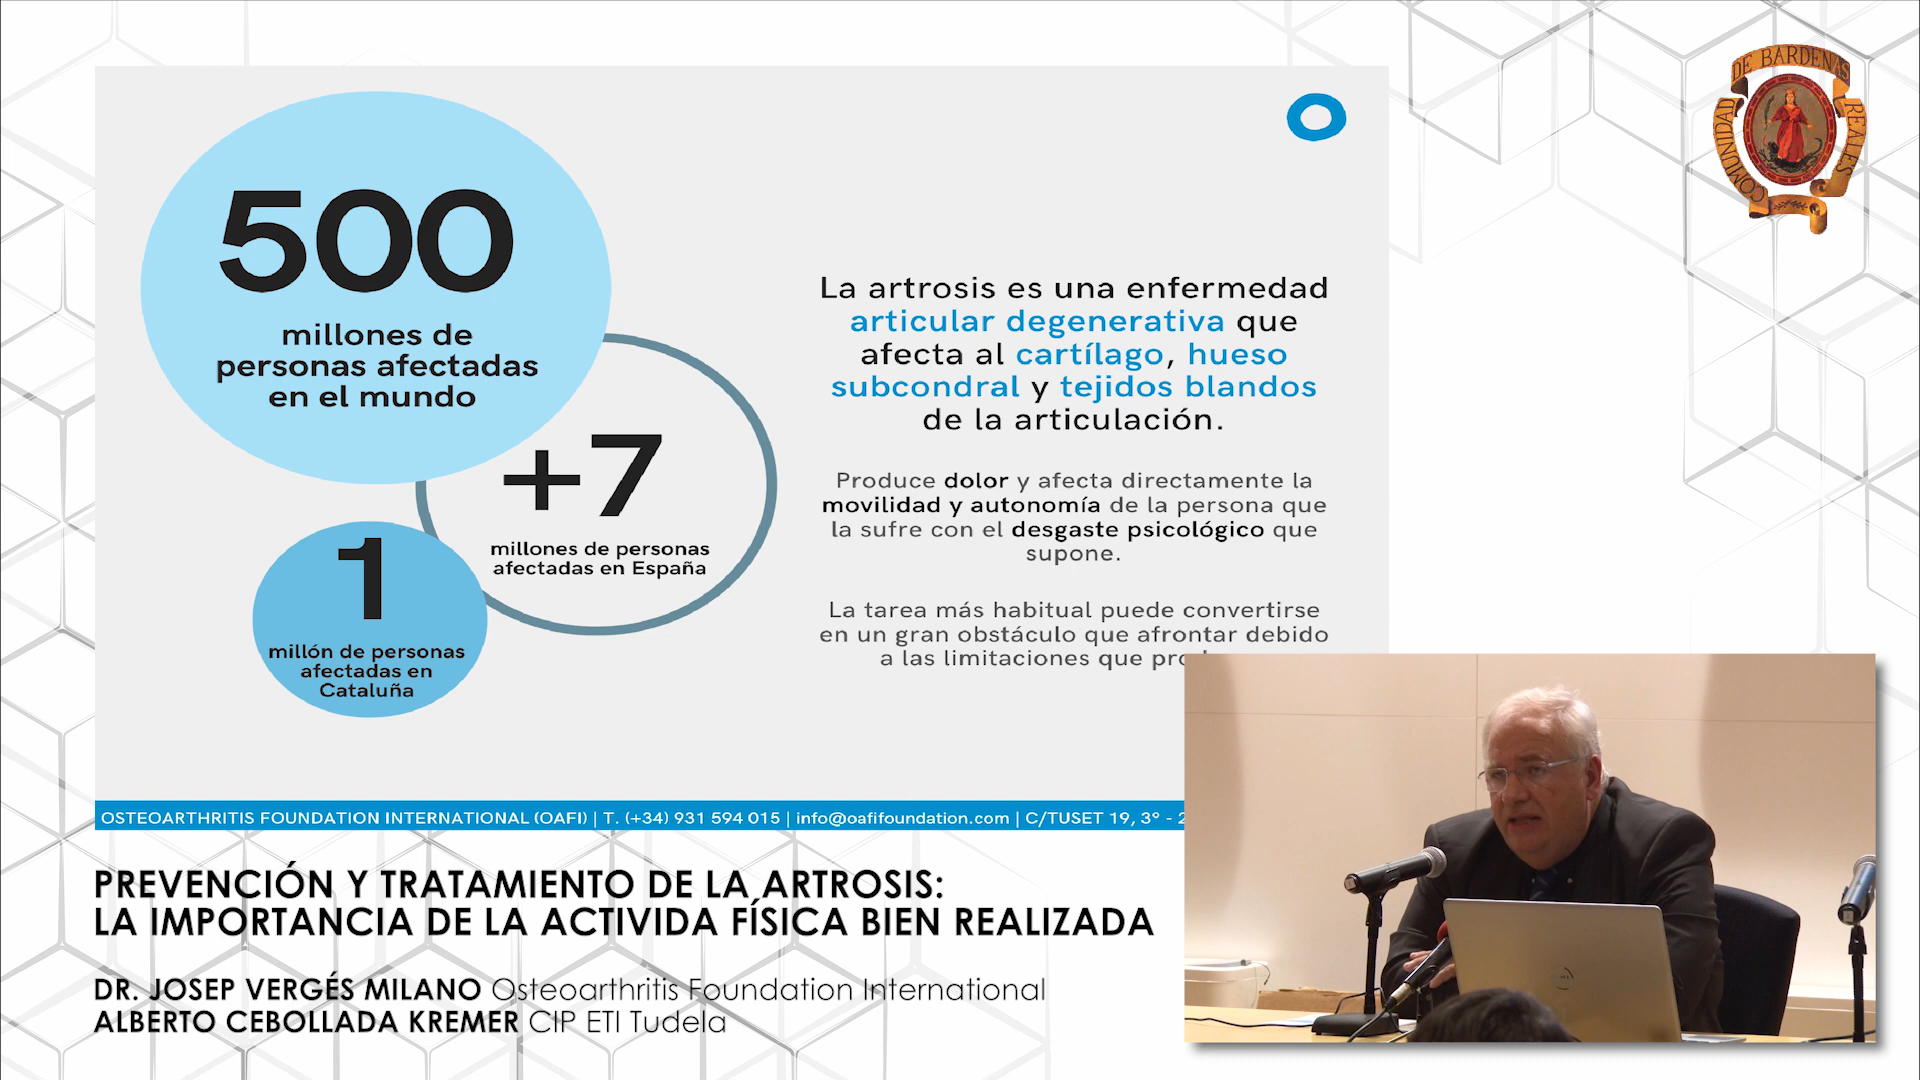 500
millones de
personas afectadas
en el mundo
+7
millones de personas
afectadas en España
1
millón de personas
afectadas en
Cataluña
La artrosis es una enfermedad
articular degenerativa que
afecta al cartílago, hueso
subcondral y tejidos blandos
de la articulación.
Produce dolor y afecta directamente la
movilidad y autonomía de la persona que
la sufre con el desgaste psicológico que
supone.
La tarea más habitual puede convertirse
en un gran obstáculo que afrontar debido
a las limitaciones que
OSTEOARTHRITIS FOUNDATION INTERNATIONAL (OAFI) | T. (+34) 931 594 015 | info@oafifoundation.com | C/TUSET 19, 3º - 2
COMUNIDAD
DE BARDENAS
REALES
PREVENCIÓN Y TRATAMIENTO DE LA ARTROSIS:
LA IMPORTANCIA DE LA ACTIVIDA FÍSICA BIEN REALIZADA
DR. JOSEP VERGÉS MILANO Osteoarthritis Foundation International
ALBERTO CEBOLLADA KREMER CIP ETI Tudela